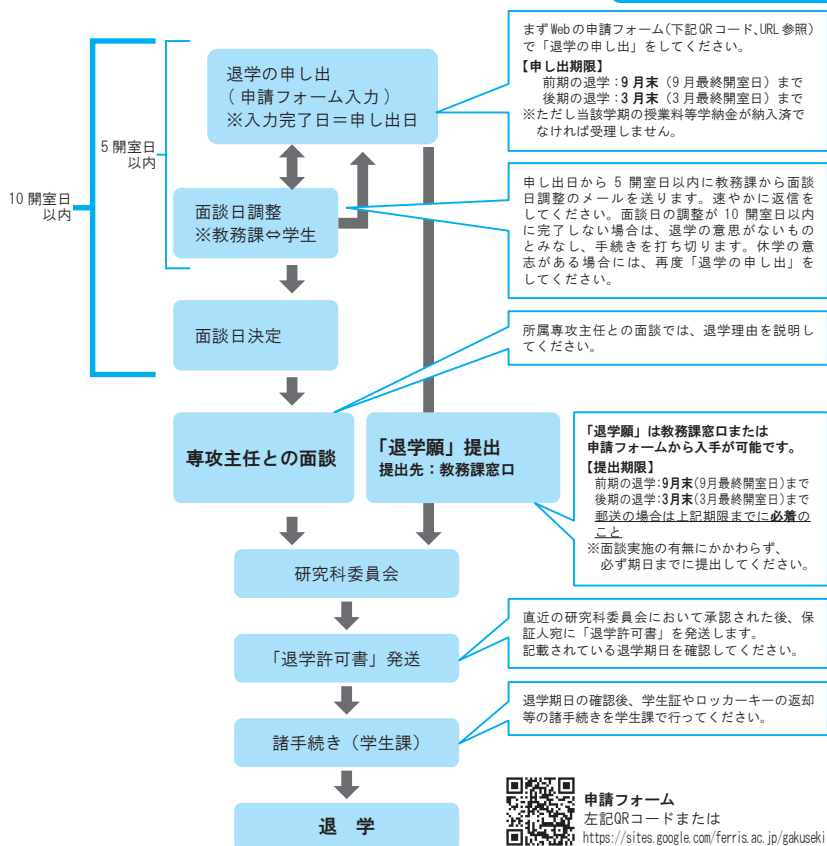 まずWebの申請フォーム(下記QRコード、URL参照)
で「退学の申し出」をしてください。
【申し出期限】
前期の退学：9月末（9月最終開室日）まで
後期の退学：3月末（3月最終開室日）まで
※ただし当該学期の授業料等学納金が納入済で
なければ受理しません。
退学の申し出
（申請フォーム入力）
※入力完了日＝申し出日
5開室日
以内
10開室日
以内
面談日調整
※教務課⇔学生
申し出日から 5 開室日以内に教務課から面談
日調整のメールを送ります。速やかに返信を
してください。面談日の調整が 10 開室日以内
に完了しない場合は、退学の意思がないもの
とみなし、手続きを打ち切ります。休学の意
志がある場合には、再度「退学の申し出」を
してください。
面談日決定
所属専攻主任との面談では、退学理由を説明し
てください。
専攻主任との面談
「退学願」提出
提出先：教務課窓口
「退学願」は教務課窓口または
申請フォームから入手が可能です。
【提出期限】
前期の退学:9月末(9月最終開室日)まで
後期の退学:3月末(3月最終開室日)まで
郵送の場合は上記期限までに必着の
こと
※面談実施の有無にかかわらず、
必ず期日までに提出してください。
研究科委員会
「退学許可書」発送
直近の研究科委員会において承認された後、保
証人宛に「退学許可書」を発送します。
記載されている退学期日を確認してください。
諸手続き（学生課）
退学期日の確認後、学生証やロッカーキーの返却
等の諸手続きを学生課で行ってください。
退　学
申請フォーム
左記QRコードまたは
https://sites.google.com/ferris.ac.jp/gakuseki